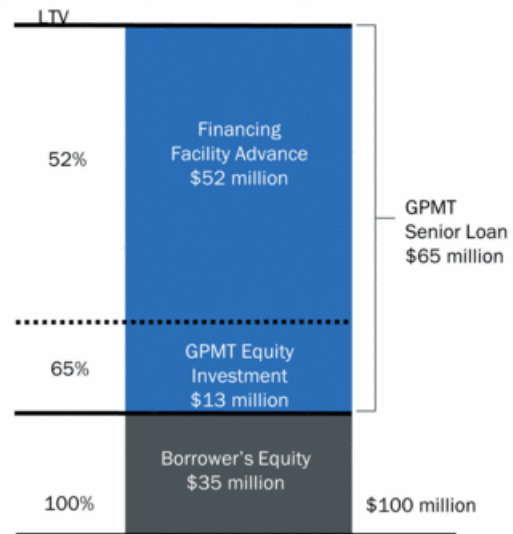 LTV
52%
Financing
Facility Advance
$52 million
GPMT
Senior Loan
$65 million
65%
GPMT Equity
Investment
$13 million
Borrower's Equity
$35 million
100%
$100 million